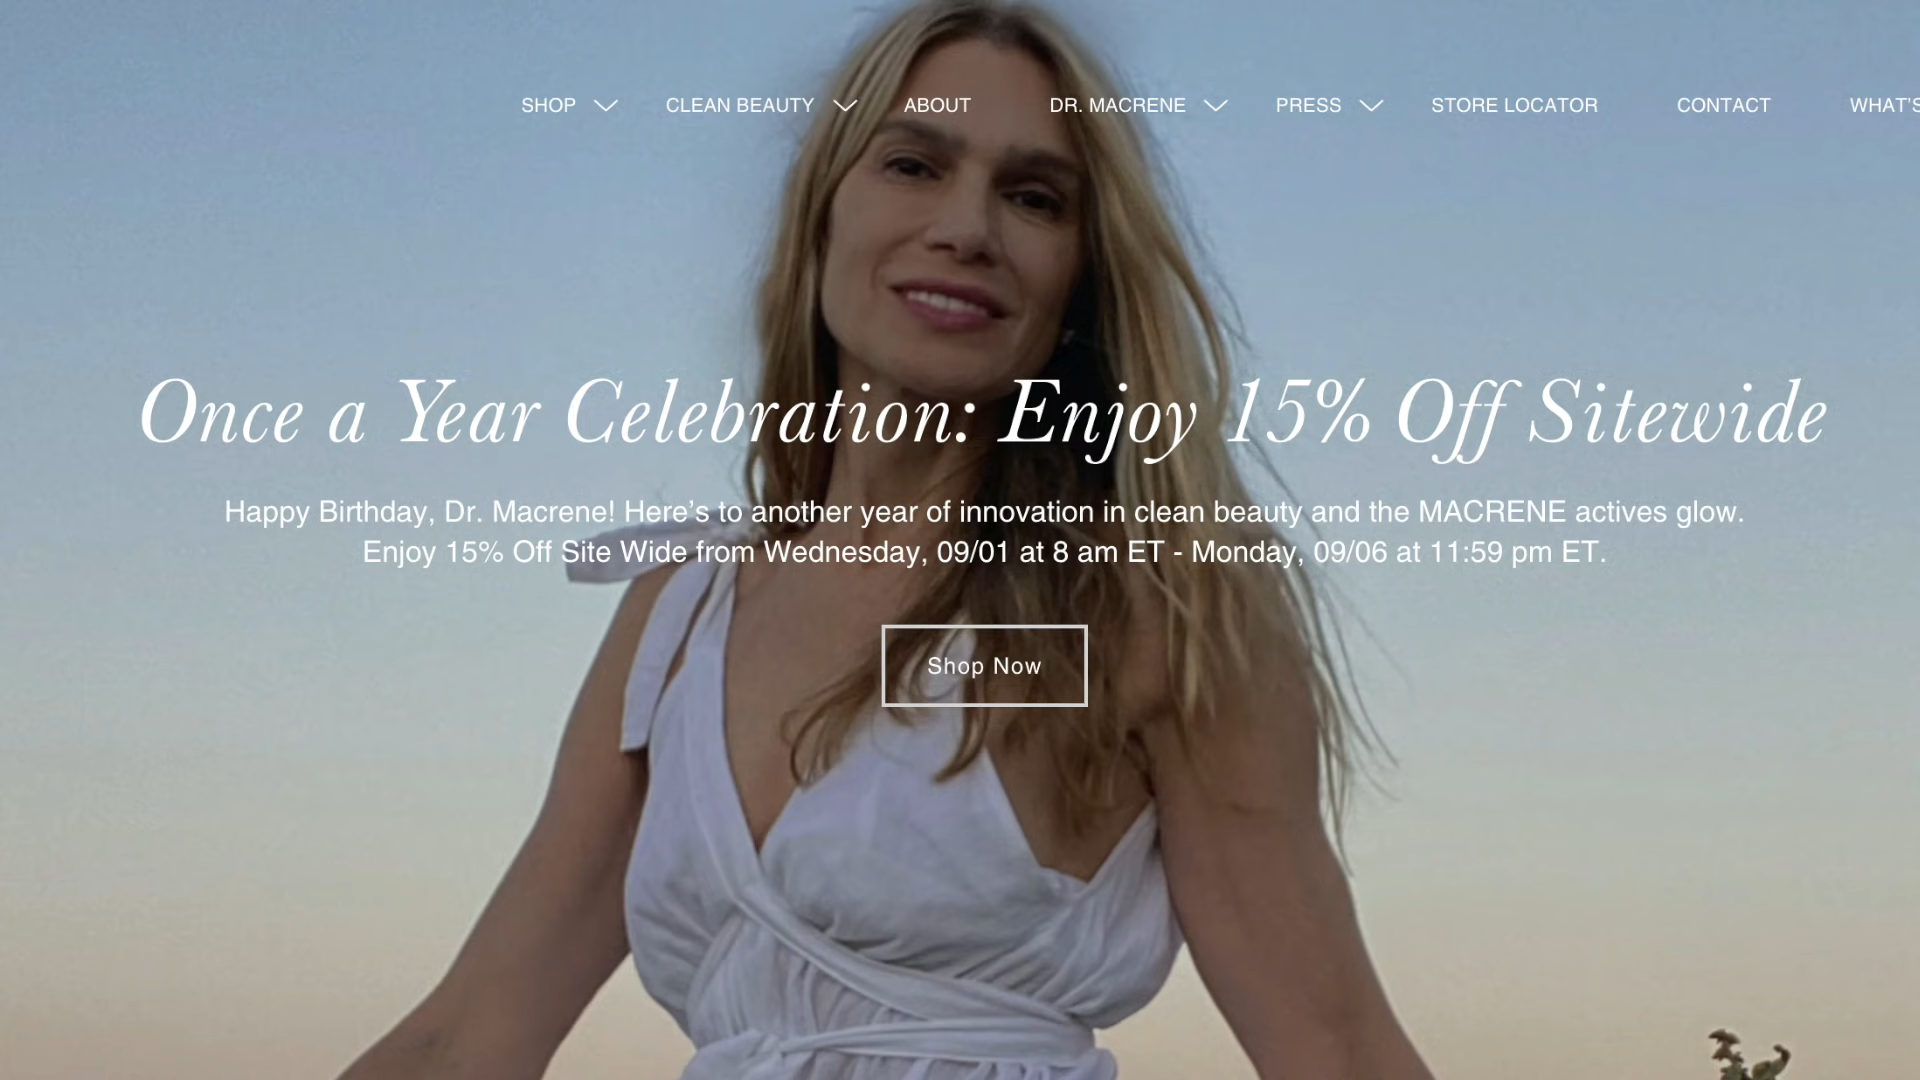 SHOP CLEAN BEAUTY ABOUT DR. MACRENE PRESS STORE LOCATOR CONTACT WHAT'S
Once a Year Celebration: Enjoy 15% Off Sitewide
Happy Birthday, Dr. Macrene! Here’s to another year of innovation in clean beauty and the MACRENE actives glow.
Enjoy 15% Off Site Wide from Wednesday, 09/01 at 8 am ET - Monday, 09/06 at 11:59 pm ET.
Shop Now